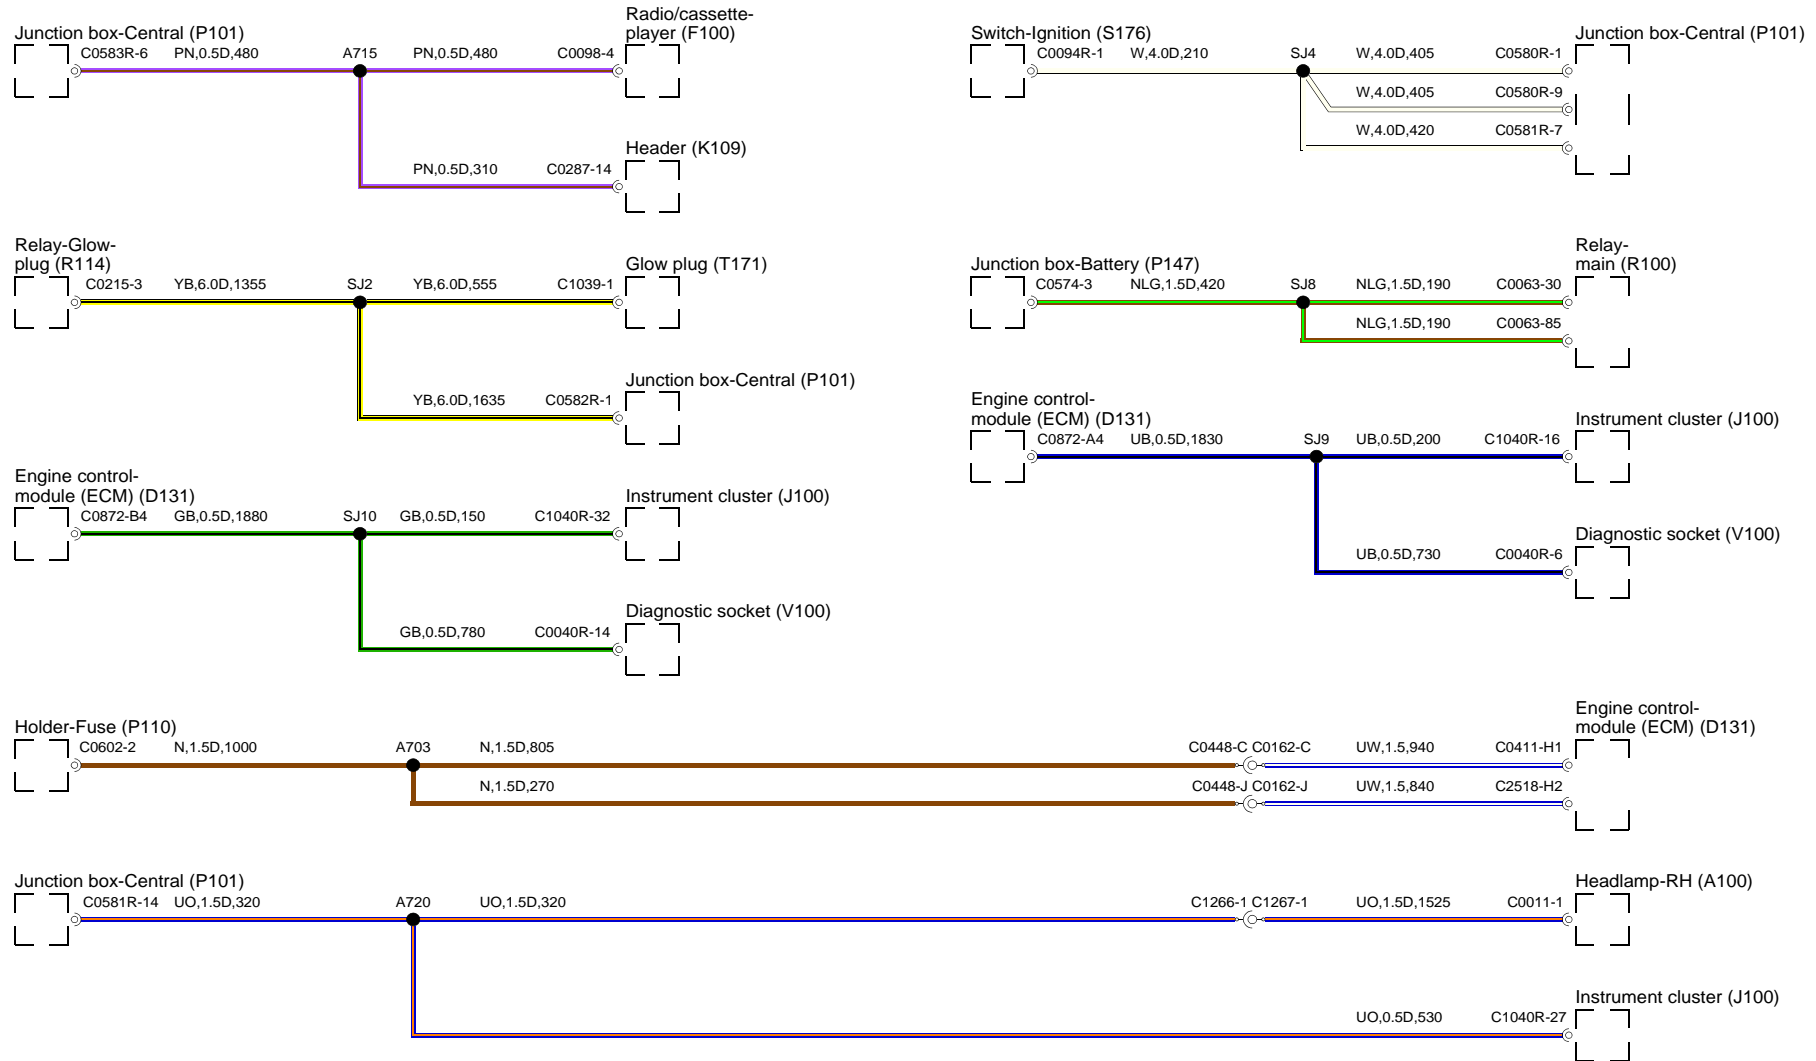 Radio/cassette-
Junction box-Central (P101)
player (F100)
C0583R-6 PN,0.5D,480 A715 PN,0.5D,480 C0098-4
Header (K109)
PN,0.5D,310 C0287-14
Switch-Ignition (S176)
Junction box-Central (P101)
C0094R-1 W,4.0D,210 SJ4 W,4.0D,405 C0580R-1
W,4.0D,405 C0580R-9
W,4.0D,420 C0581R-7
Relay-Glow-
plug (R114)
Glow plug (T171)
C0215-3 YB,6.0D,1355 SJ2 YB,6.0D,555 C1039-1
Junction box-Central (P101)
YB,6.0D,1635 C0582R-1
Relay-
Junction box-Battery (P147)
main (R100)
C0574-3 NLG,1.5D,420 SJ8 NLG,1.5D,190 C0063-30
NLG,1.5D,190 C0063-85
Engine control-
module (ECM) (D131)
Instrument cluster (J100)
C0872-A4 UB,0.5D,1830 SJ9 UB,0.5D,200 C1040R-16
Diagnostic socket (V100)
UB,0.5D,730 C0040R-6
Engine control-
module (ECM) (D131)
Instrument cluster (J100)
C0872-B4 GB,0.5D,1880 SJ10 GB,0.5D,150 C1040R-32
Diagnostic socket (V100)
GB,0.5D,780 C0040R-14
Engine control-
Holder-Fuse (P110)
module (ECM) (D131)
C0602-2 N,1.5D,1000 A703 N,1.5D,805 C0448-C C0162-C UW,1.5,940 C0411-H1
N,1.5D,270 C0448-J C0162-J UW,1.5,840 C2518-H2
Junction box-Central (P101)
Headlamp-RH (A100)
C0581R-14 UO,1.5D,320 A720 UO,1.5D,320 C1266-1 C1267-1 UO,1.5D,1525 C0011-1
Instrument cluster (J100)
UO,0.5D,530 C1040R-27